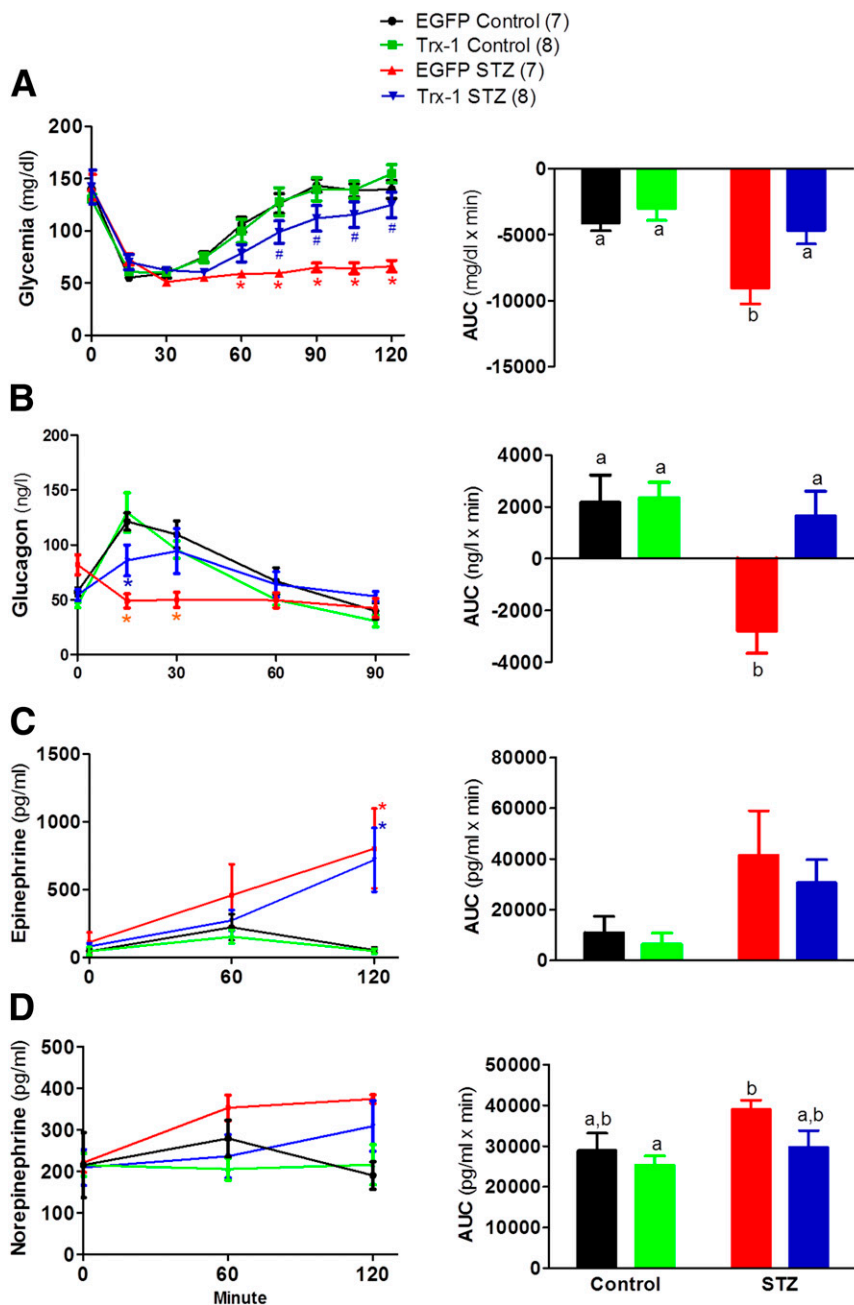 EGFP Control (7)
Trx-1 Control (8)
EGFP STZ (7)
Trx-1 STZ (8)
A
Glycemia (mg/dl)
200
150
100
50
0
0 30 60 90 120
# # # #
* * * * *
AUC (mg/dl x min)
0
-5000
-10000
-15000
a a b a
B
Glucagon (ng/l)
200
150
100
50
0
0 30 60 90
*
* *
AUC (ng/l x min)
4000
2000
0
-2000
-4000
a a a
b
C
Epinephrine (pg/ml)
1500
1000
500
0
0 60 120
*
*
AUC (pg/ml x min)
80000
60000
40000
20000
0
D
Norepinephrine (pg/ml)
500
400
300
200
100
0
0 60 120
Minute
AUC (pg/ml x min)
50000
40000
30000
20000
10000
0
a,b a b a,b
Control STZ